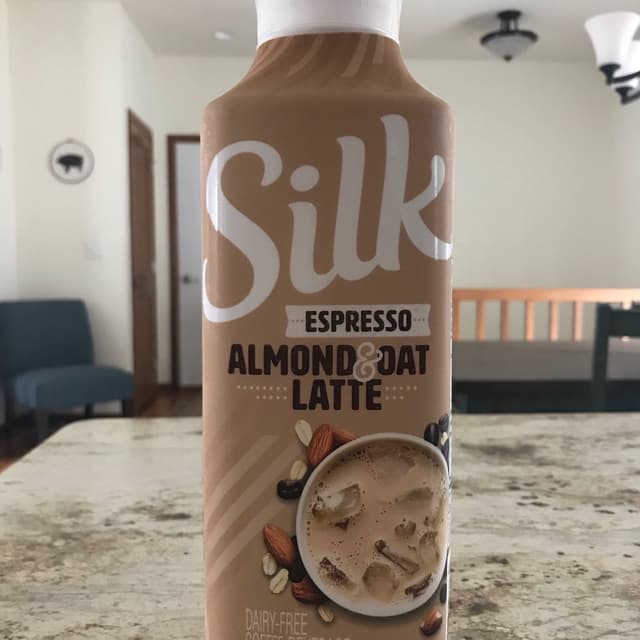 Silk
ESPRESSO
ALMOND & OAT
LATTE
DAIRY-FREE